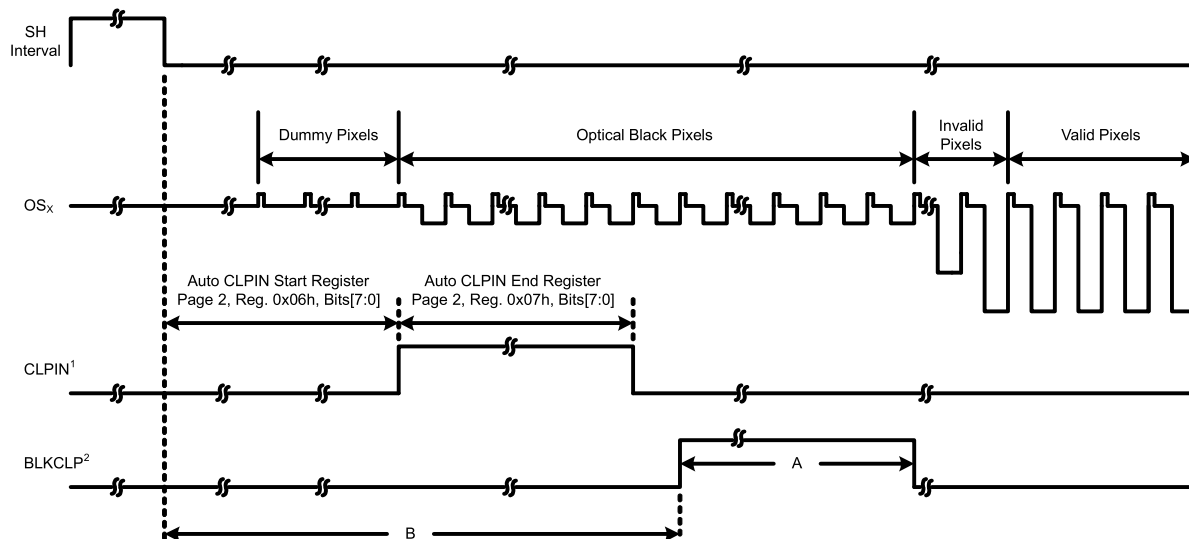 SH
Interval
Dummy Pixels
Optical Black Pixels
Invalid
Pixels
Valid Pixels
OSX
Auto CLPIN Start Register
Page 2, Reg. 0x06h, Bits[7:0]
Auto CLPIN End Register
Page 2, Reg. 0x07h, Bits[7:0]
CLPIN1
BLKCLP2
A
B